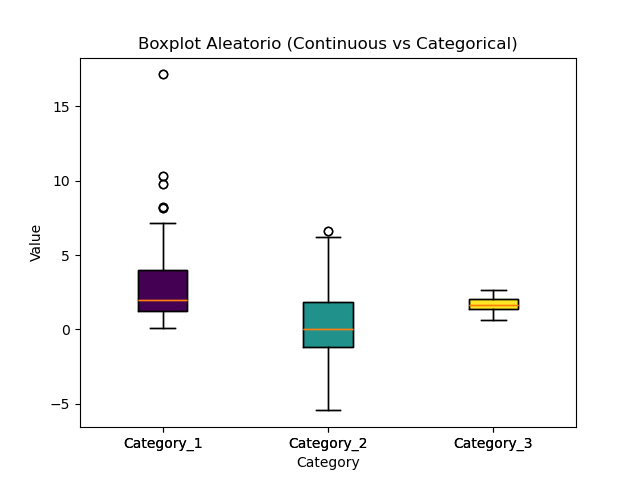 Boxplot Aleatorio (Continuous vs Categorical)
15
10
5
0
−5
Value
Category_1
Category_2
Category_3
Category